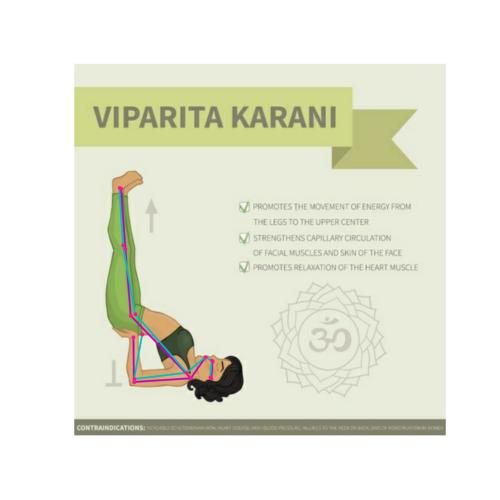 VIPARITA KARANI
PROMOTES THE MOVEMENT OF ENERGY FROM
THE LEGS TO THE UPPER CENTER
STRENGTHENS CAPILLARY CIRCULATION
OF FACIAL MUSCLES AND SKIN OF THE FACE
PROMOTES RELAXATION OF THE HEART MUSCLE
ॐ
CONTRAINDICATIONS: